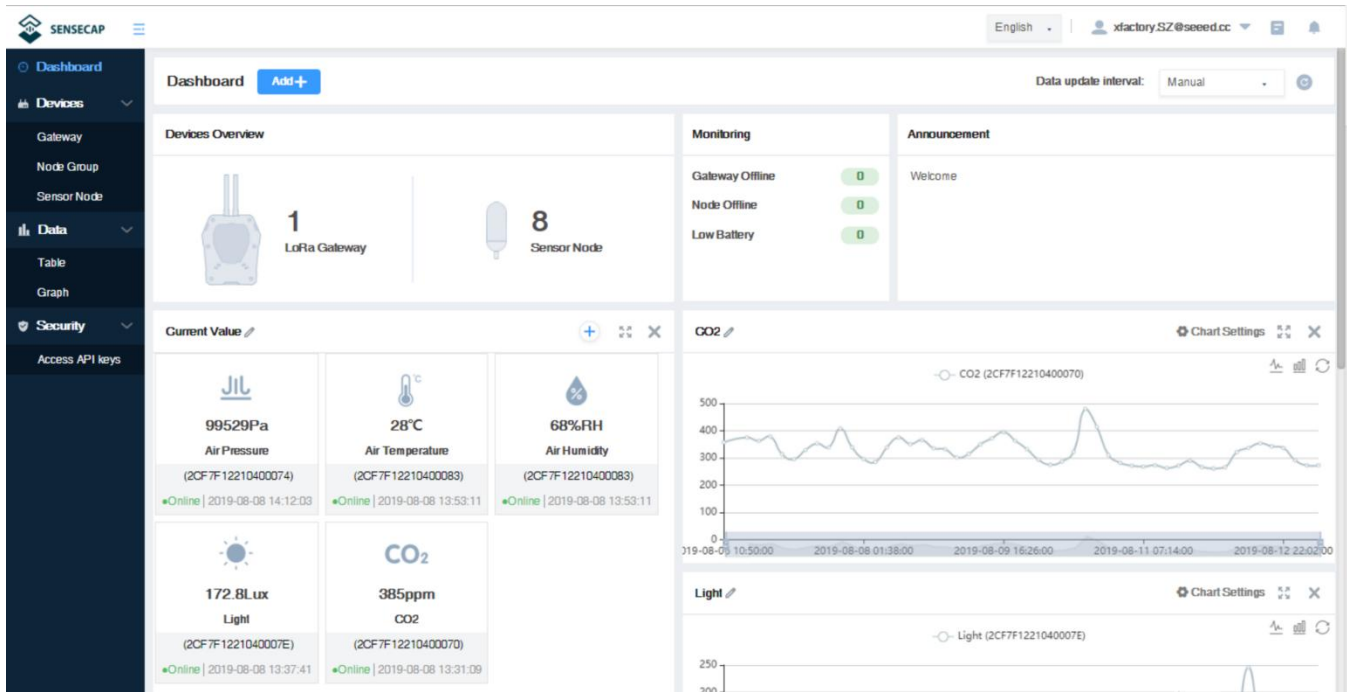 SENSECAP
English
xfactory.SZ@seeed.cc
Dashboard
Devices
Gateway
Node Group
Sensor Node
Data
Table
Graph
Security
Access API keys
Dashboard Add+
Data update interval: Manual
Devices Overview
1
LoRa Gateway
8
Sensor Node
Monitoring
Gateway Offline 0
Node Offline 0
Low Battery 0
Announcement
Welcome
Current Value
99529Pa
Air Pressure
(2CF7F12210400074)
Online | 2019-08-08 14:12:03
°C
28°C
Air Temperature
(2CF7F12210400083)
Online | 2019-08-08 13:53:11
%
68%RH
Air Humidity
(2CF7F12210400083)
Online | 2019-08-08 13:53:11
172.8Lux
Light
(2CF7F1221040007E)
Online | 2019-08-08 13:37:41
CO₂
385ppm
CO2
(2CF7F12210400070)
Online | 2019-08-08 13:31:09
CO2
Chart Settings
CO2 (2CF7F12210400070)
500
400
300
200
100
0
10:50:00
2019-08-08 01:38:00
2019-08-09 16:26:00
2019-08-11 07:14:00
2019-08-12 22:02:00
Light
Chart Settings
Light (2CF7F1221040007E)
250
200